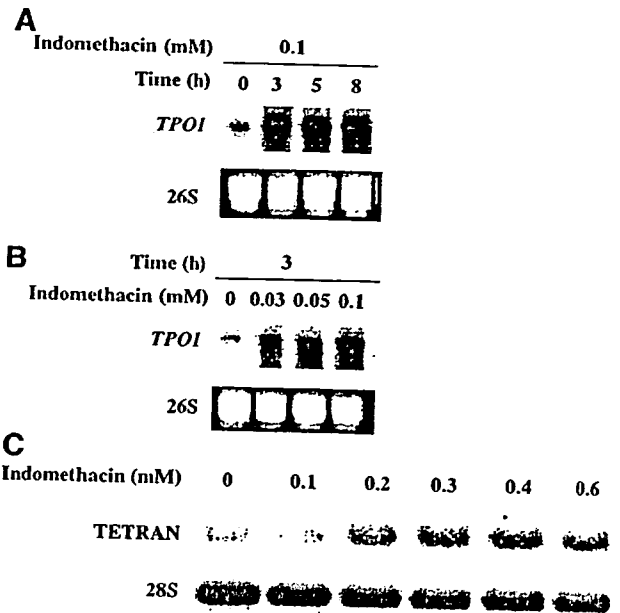 A
Indomethacin (mM) 0.1
Time (h) 0 3 5 8
TPO1
26S
B
Time (h) 3
Indomethacin (mM) 0 0.03 0.05 0.1
TPO1
26S
C
Indomethacin (mM) 0 0.1 0.2 0.3 0.4 0.6
TETRAN
28S